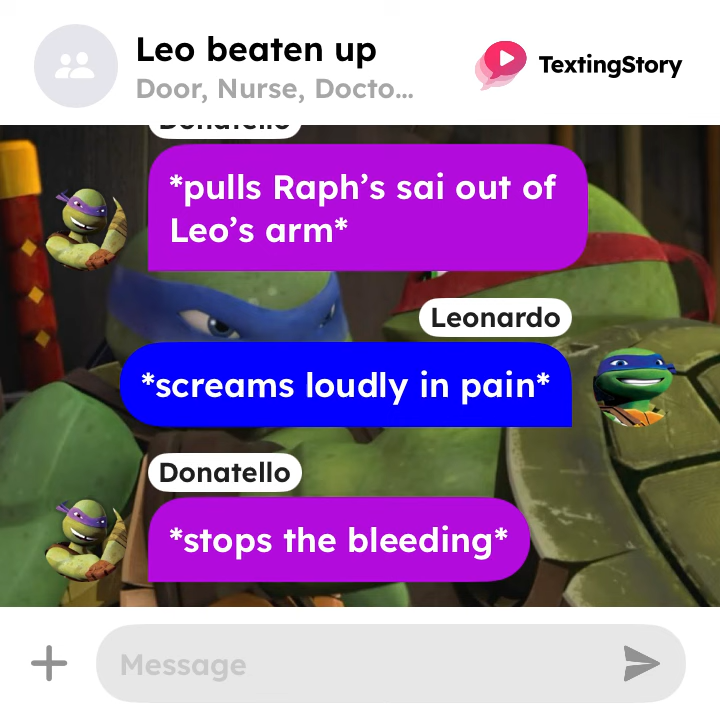 Leo beaten up
Door, Nurse, Docto...
TextingStory
Donatello
*pulls Raph’s sai out of
Leo’s arm*
Leonardo
*screams loudly in pain*
Donatello
*stops the bleeding*
Message